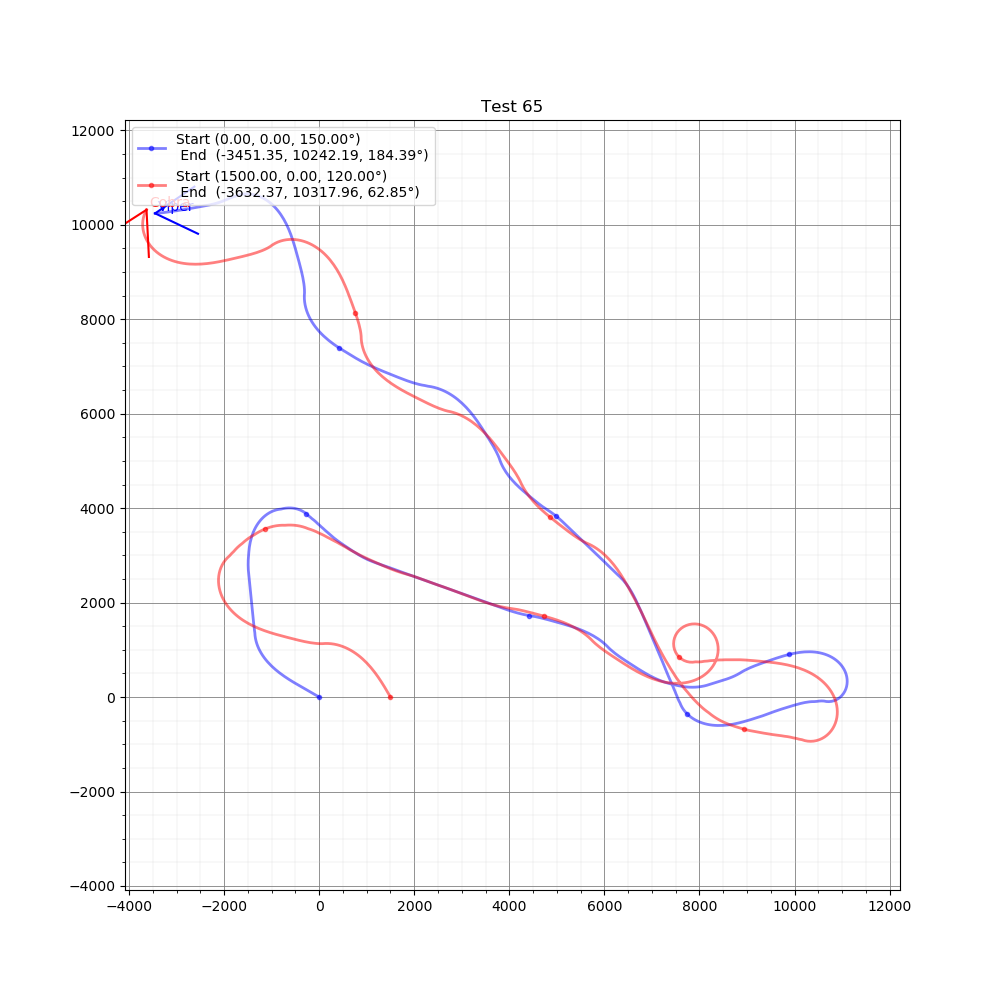 Test 65
Start (0.00, 0.00, 150.00°)
End (-3451.35, 10242.19, 184.39°)
Start (1500.00, 0.00, 120.00°)
End (-3632.37, 10317.96, 62.85°)
12000
10000
8000
6000
4000
2000
0
−2000
−4000
−4000 −2000 0 2000 4000 6000 8000 10000 12000